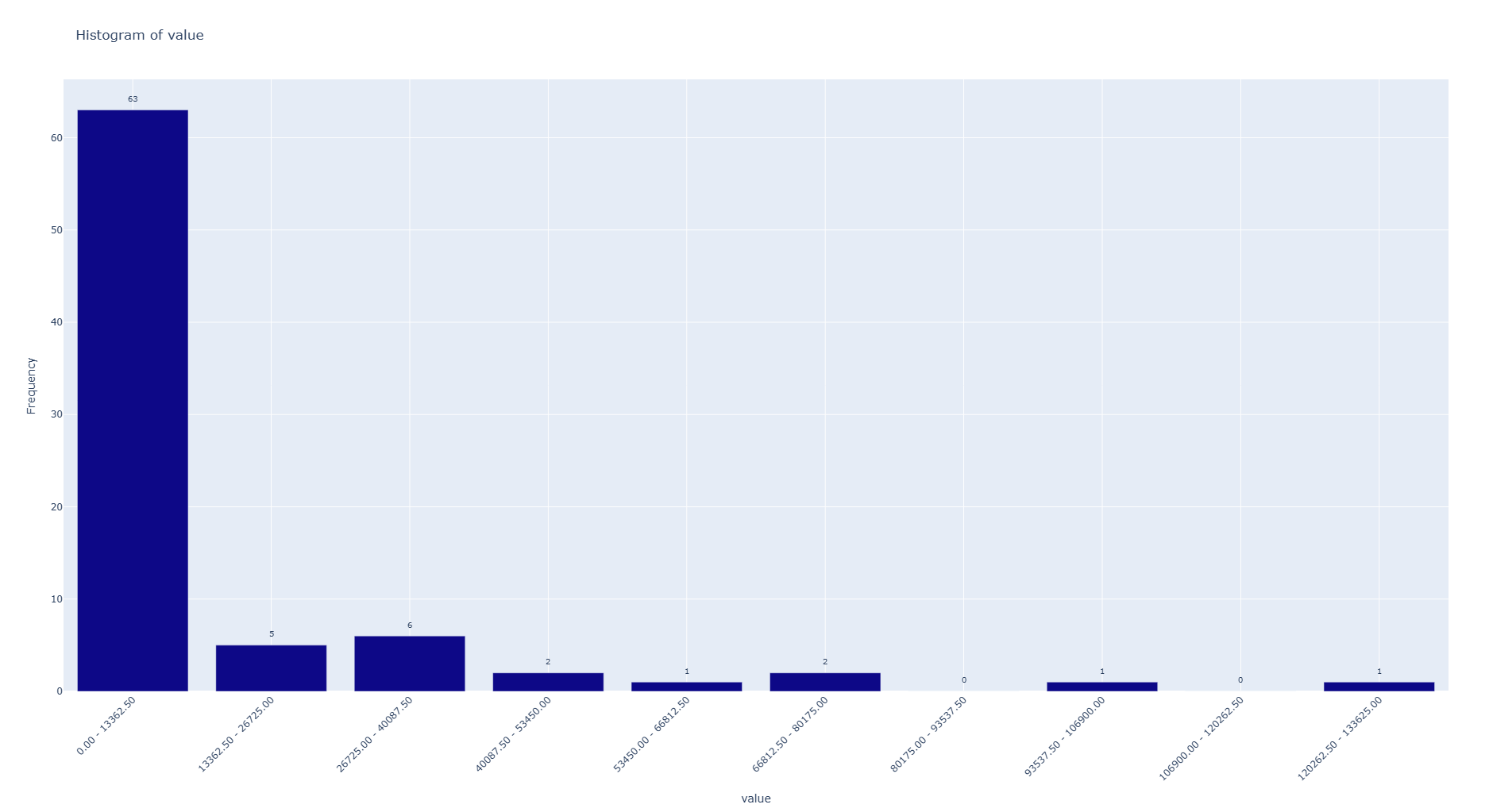 Histogram of value
63
60
50
40
30
20
10
0
Frequency
5
6
2
1
2
0
1
0
1
0.00 - 13362.50
13362.50 - 26725.00
26725.00 - 40087.50
40087.50 - 53450.00
53450.00 - 66812.50
66812.50 - 80175.00
80175.00 - 93537.50
93537.50 - 106900.00
106900.00 - 120262.50
120262.50 - 133625.00
value